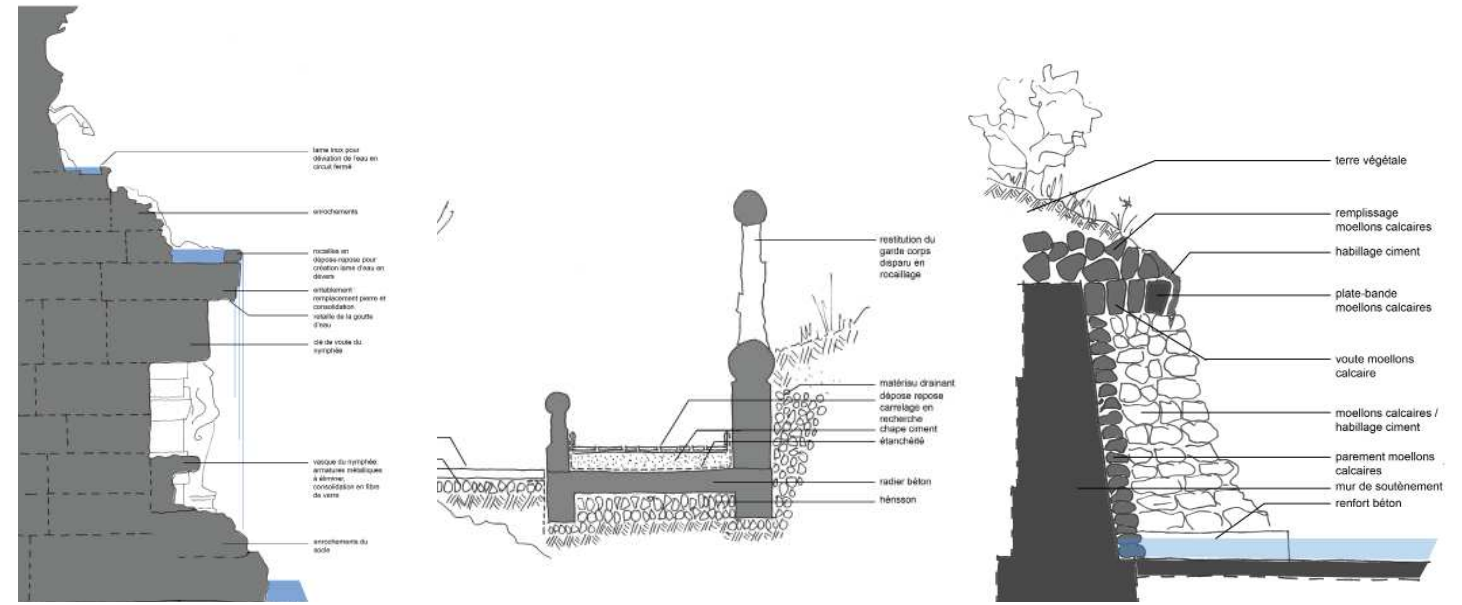 lame inox pour
déviation de l'eau en
circuit fermé
enrochements
rocailles en
dépose-repose pour
création lame d'eau en
dévers
entablement
remplacement pierre et
consolidation.
retaille de la goutte
d'eau
clé de voute du
nymphée
vasque du nymphée:
armatures métalliques
à éliminer,
consolidation en fibre
de verre
enrochements du
socle
restitution du
garde corps
disparu en
rocaillage
matériau drainant
dépose repose
carrelage en
recherche
chape ciment
étanchéité
radier béton
hérsson
terre végétale
remplissage
moellons calcaires
habillage ciment
plate-bande
moellons calcaires
voute moellons
calcaire
moellons calcaires /
habillage ciment
parement moellons
calcaires
mur de soutènement
renfort béton